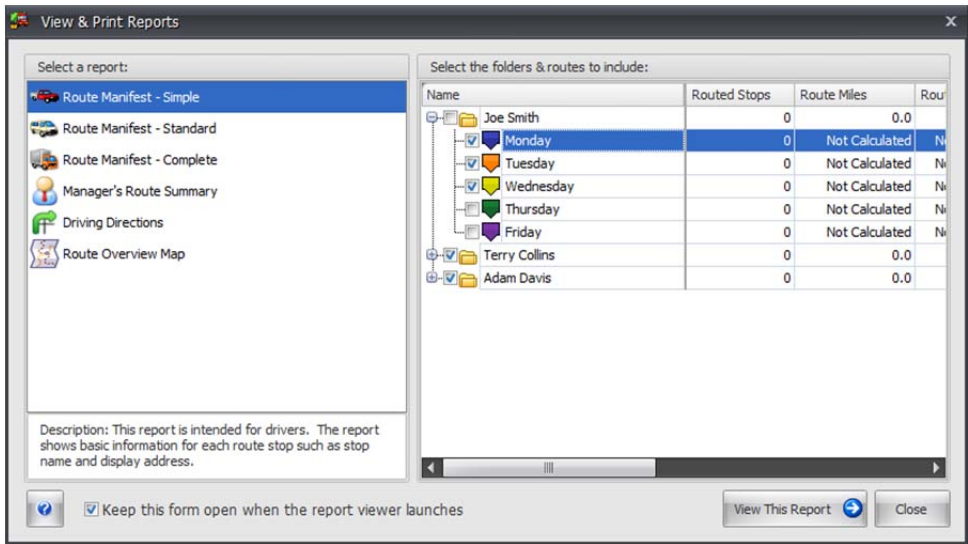 View & Print Reports
Select a report:
Route Manifest - Simple
Route Manifest - Standard
Route Manifest - Complete
Manager's Route Summary
Driving Directions
Route Overview Map
Description: This report is intended for drivers. The report
shows basic information for each route stop such as stop
name and display address.
Select the folders & routes to include:
Name Routed Stops Route Miles Rou
Joe Smith 0 0.0
Monday 0 Not Calculated N
Tuesday 0 Not Calculated N
Wednesday 0 Not Calculated N
Thursday 0 Not Calculated N
Friday 0 Not Calculated N
Terry Collins 0 0.0
Adam Davis 0 0.0
Keep this form open when the report viewer launches
View This Report
Close